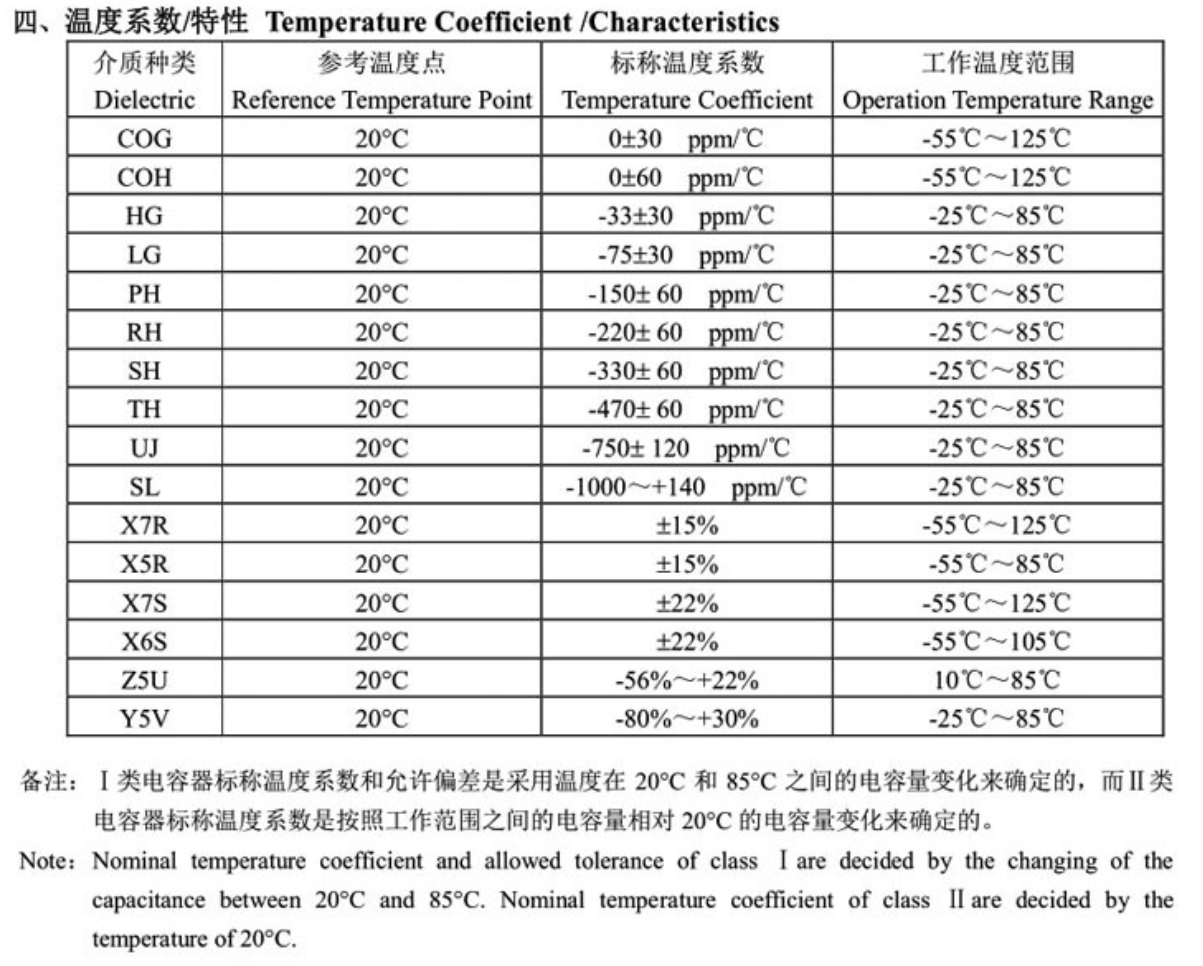 四、温度系数/特性 Temperature Coefficient /Characteristics
介质种类 参考温度点 标称温度系数 工作温度范围
Dielectric Reference Temperature Point Temperature Coefficient Operation Temperature Range
COG 20°C 0±30 ppm/℃ -55℃～125℃
COH 20°C 0±60 ppm/℃ -55℃～125℃
HG 20°C -33±30 ppm/℃ -25℃～85℃
LG 20°C -75±30 ppm/℃ -25℃～85℃
PH 20°C -150± 60 ppm/℃ -25℃～85℃
RH 20°C -220± 60 ppm/℃ -25℃～85℃
SH 20°C -330± 60 ppm/℃ -25℃～85℃
TH 20°C -470± 60 ppm/℃ -25℃～85℃
UJ 20°C -750± 120 ppm/℃ -25℃～85℃
SL 20°C -1000～+140 ppm/℃ -25℃～85℃
X7R 20°C ±15% -55℃～125℃
X5R 20°C ±15% -55℃～85℃
X7S 20°C ±22% -55℃～125℃
X6S 20°C ±22% -55℃～105℃
Z5U 20°C -56%～+22% 10℃～85℃
Y5V 20°C -80%～+30% -25℃～85℃
备注：Ⅰ类电容器标称温度系数和允许偏差是采用温度在 20°C 和 85°C 之间的电容量变化来确定的，而Ⅱ类
电容器标称温度系数是按照工作范围之间的电容量相对 20°C 的电容量变化来确定的。
Note：Nominal temperature coefficient and allowed tolerance of class Ⅰ are decided by the changing of the
capacitance between 20°C and 85°C. Nominal temperature coefficient of class Ⅱ are decided by the
temperature of 20°C.